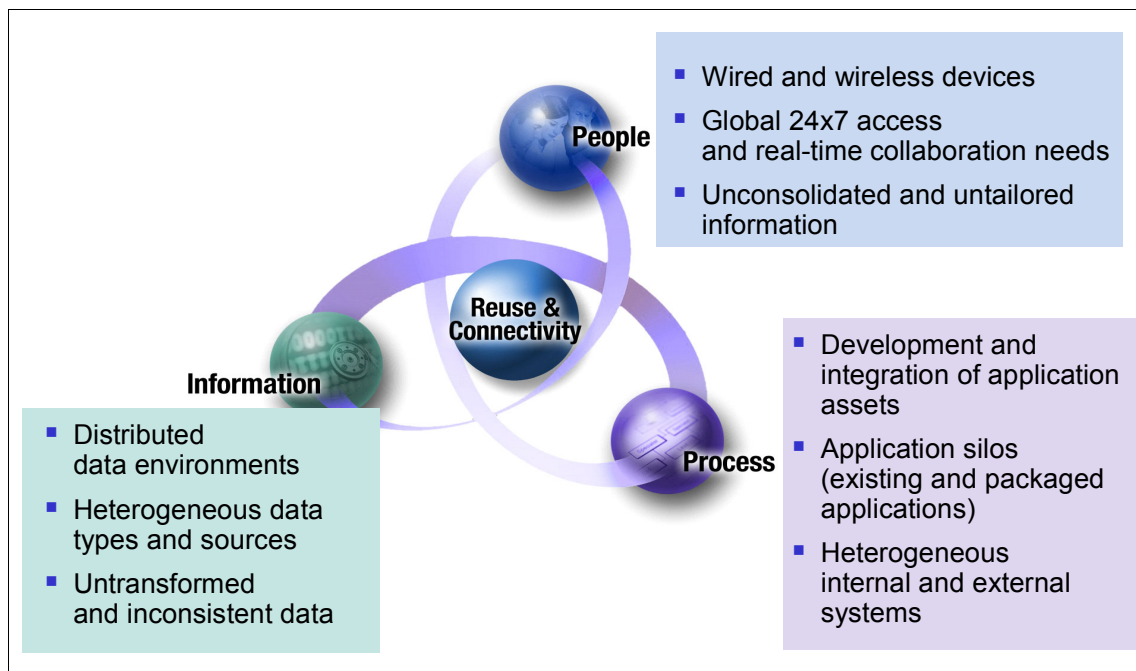 People
▪ Wired and wireless devices
▪ Global 24x7 access
and real-time collaboration needs
▪ Unconsolidated and untailored
information
Reuse &
Connectivity
Information
▪ Distributed
data environments
▪ Heterogeneous data
types and sources
▪ Untransformed
and inconsistent data
Process
▪ Development and
integration of application
assets
▪ Application silos
(existing and packaged
applications)
▪ Heterogeneous
internal and external
systems